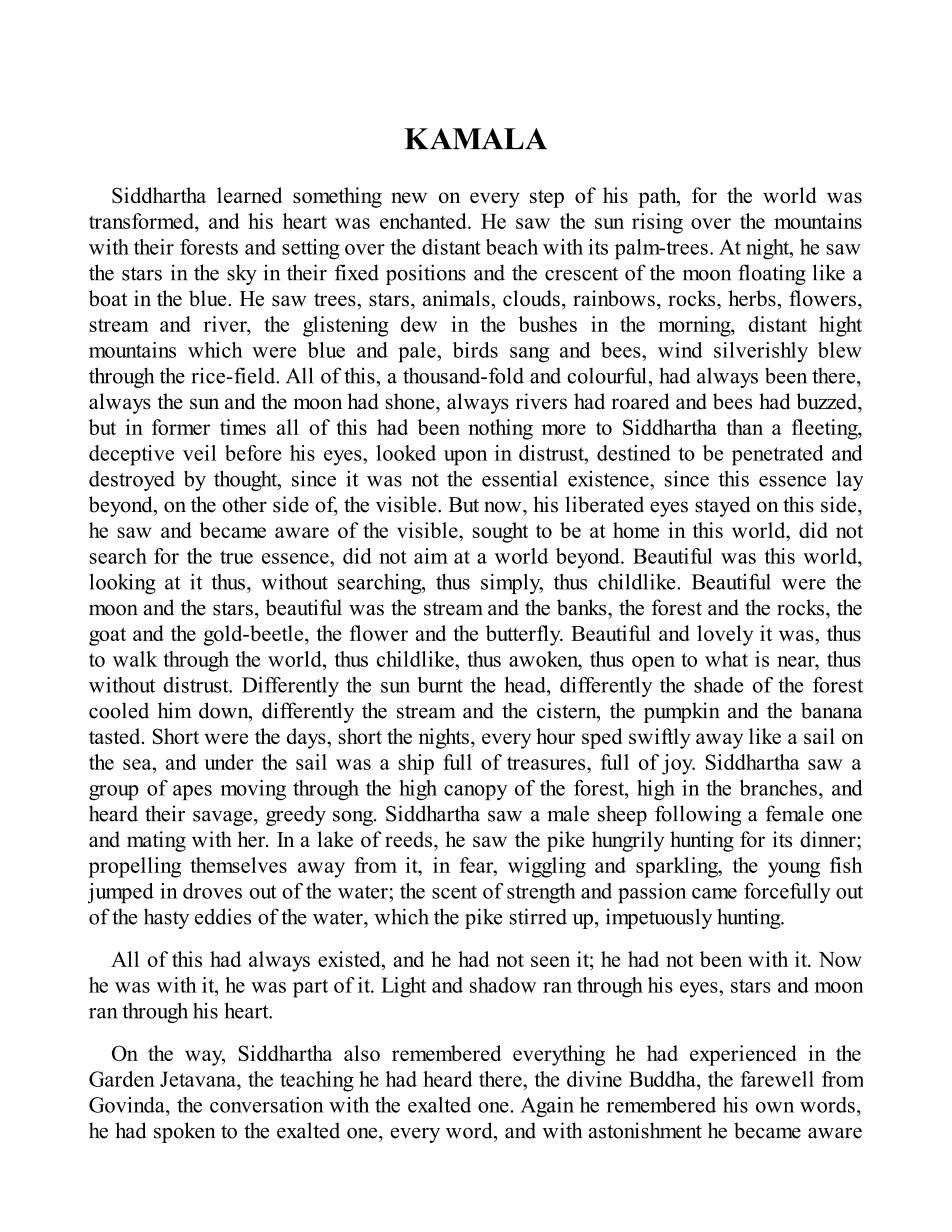 KAMALA
Siddhartha learned something new on every step of his path, for the world was
transformed, and his heart was enchanted. He saw the sun rising over the mountains
with their forests and setting over the distant beach with its palm-trees. At night, he saw
the stars in the sky in their fixed positions and the crescent of the moon floating like a
boat in the blue. He saw trees, stars, animals, clouds, rainbows, rocks, herbs, flowers,
stream and river, the glistening dew in the bushes in the morning, distant hight
mountains which were blue and pale, birds sang and bees, wind silverishly blew
through the rice-field. All of this, a thousand-fold and colourful, had always been there,
always the sun and the moon had shone, always rivers had roared and bees had buzzed,
but in former times all of this had been nothing more to Siddhartha than a fleeting,
deceptive veil before his eyes, looked upon in distrust, destined to be penetrated and
destroyed by thought, since it was not the essential existence, since this essence lay
beyond, on the other side of, the visible. But now, his liberated eyes stayed on this side,
he saw and became aware of the visible, sought to be at home in this world, did not
search for the true essence, did not aim at a world beyond. Beautiful was this world,
looking at it thus, without searching, thus simply, thus childlike. Beautiful were the
moon and the stars, beautiful was the stream and the banks, the forest and the rocks, the
goat and the gold-beetle, the flower and the butterfly. Beautiful and lovely it was, thus
to walk through the world, thus childlike, thus awoken, thus open to what is near, thus
without distrust. Differently the sun burnt the head, differently the shade of the forest
cooled him down, differently the stream and the cistern, the pumpkin and the banana
tasted. Short were the days, short the nights, every hour sped swiftly away like a sail on
the sea, and under the sail was a ship full of treasures, full of joy. Siddhartha saw a
group of apes moving through the high canopy of the forest, high in the branches, and
heard their savage, greedy song. Siddhartha saw a male sheep following a female one
and mating with her. In a lake of reeds, he saw the pike hungrily hunting for its dinner;
propelling themselves away from it, in fear, wiggling and sparkling, the young fish
jumped in droves out of the water; the scent of strength and passion came forcefully out
of the hasty eddies of the water, which the pike stirred up, impetuously hunting.
All of this had always existed, and he had not seen it; he had not been with it. Now
he was with it, he was part of it. Light and shadow ran through his eyes, stars and moon
ran through his heart.
On the way, Siddhartha also remembered everything he had experienced in the
Garden Jetavana, the teaching he had heard there, the divine Buddha, the farewell from
Govinda, the conversation with the exalted one. Again he remembered his own words,
he had spoken to the exalted one, every word, and with astonishment he became aware